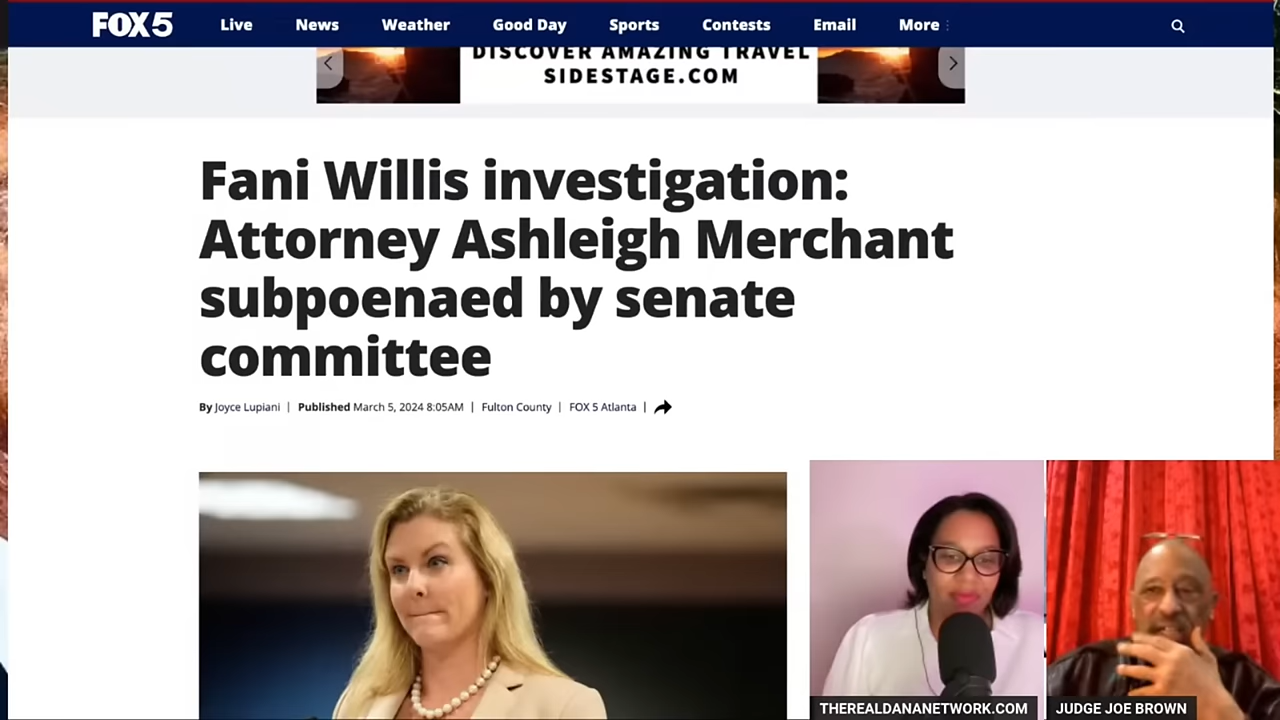 FOX 5
Live
News
Weather
Good Day
Sports
Contests
Email
More
DISCOVER AMAZING TRAVEL
SIDESTAGE.COM
Fani Willis investigation:
Attorney Ashleigh Merchant
subpoenaed by senate
committee
By Joyce Lupiani | Published March 5, 2024 8:05AM | Fulton County | FOX 5 Atlanta |
THEREALDANANETWORK.COM
JUDGE JOE BROWN